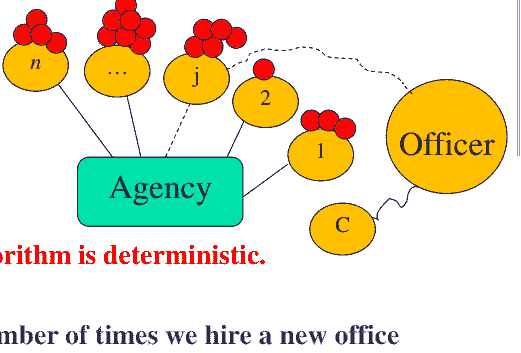 n
...
j
2
1
Officer
Agency
C
orithm is deterministic.
mber of times we hire a new office